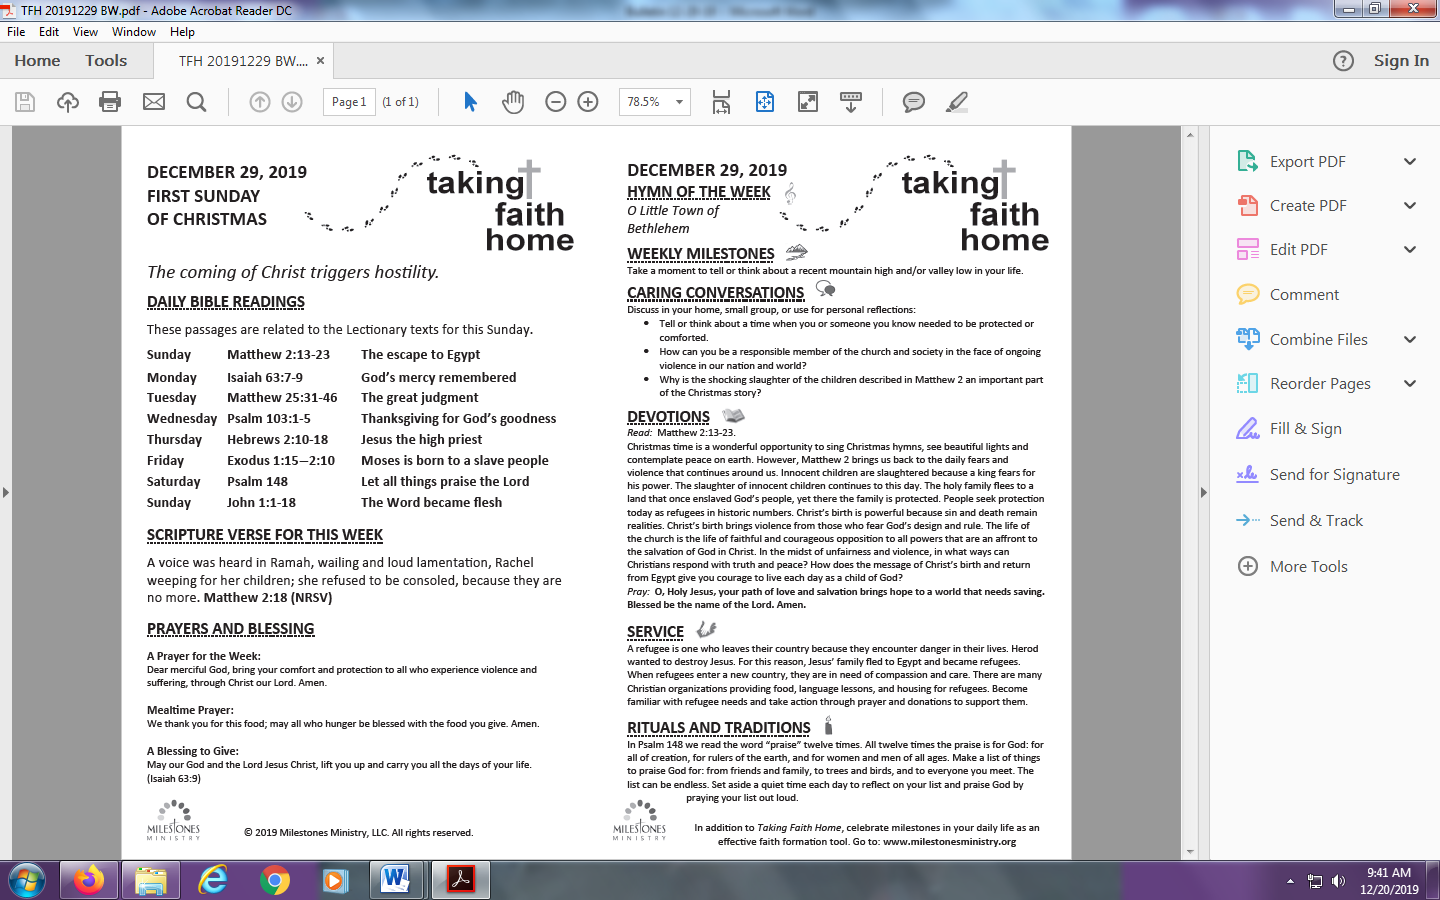 TFH 20191229 BW.pdf - Adobe Acrobat Reader DC
File Edit View Window Help
Home Tools TFH 20191229 BW.... × Sign In
Page 1 (1 of 1) 78.5%
DECEMBER 29, 2019
FIRST SUNDAY
OF CHRISTMAS
taking
faith
home
The coming of Christ triggers hostility.
DAILY BIBLE READINGS
These passages are related to the Lectionary texts for this Sunday.
Sunday Matthew 2:13-23 The escape to Egypt
Monday Isaiah 63:7-9 God's mercy remembered
Tuesday Matthew 25:31-46 The great judgment
Wednesday Psalm 103:1-5 Thanksgiving for God's goodness
Thursday Hebrews 2:10-18 Jesus the high priest
Friday Exodus 1:15—2:10 Moses is born to a slave people
Saturday Psalm 148 Let all things praise the Lord
Sunday John 1:1-18 The Word became flesh
SCRIPTURE VERSE FOR THIS WEEK
A voice was heard in Ramah, wailing and loud lamentation, Rachel
weeping for her children; she refused to be consoled, because they are
no more. Matthew 2:18 (NRSV)
PRAYERS AND BLESSING
A Prayer for the Week:
Dear merciful God, bring your comfort and protection to all who experience violence and
suffering, through Christ our Lord. Amen.
Mealtime Prayer:
We thank you for this food; may all who hunger be blessed with the food you give. Amen.
A Blessing to Give:
May our God and the Lord Jesus Christ, lift you up and carry you all the days of your life.
(Isaiah 63:9)
MILESTONES
MINISTRY
© 2019 Milestones Ministry, LLC. All rights reserved.
DECEMBER 29, 2019
HYMN OF THE WEEK
O Little Town of
Bethlehem
taking
faith
home
WEEKLY MILESTONES
Take a moment to tell or think about a recent mountain high and/or valley low in your life.
CARING CONVERSATIONS
Discuss in your home, small group, or use for personal reflections:
• Tell or think about a time when you or someone you know needed to be protected or
comforted.
• How can you be a responsible member of the church and society in the face of ongoing
violence in our nation and world?
• Why is the shocking slaughter of the children described in Matthew 2 an important part
of the Christmas story?
DEVOTIONS
Read: Matthew 2:13-23.
Christmas time is a wonderful opportunity to sing Christmas hymns, see beautiful lights and
contemplate peace on earth. However, Matthew 2 brings us back to the daily fears and
violence that continues around us. Innocent children are slaughtered because a king fears for
his power. The slaughter of innocent children continues to this day. The holy family flees to a
land that once enslaved God's people, yet there the family is protected. People seek protection
today as refugees in historic numbers. Christ's birth is powerful because sin and death remain
realities. Christ's birth brings violence from those who fear God's design and rule. The life of
the church is the life of faithful and courageous opposition to all powers that are an affront to
the salvation of God in Christ. In the midst of unfairness and violence, in what ways can
Christians respond with truth and peace? How does the message of Christ's birth and return
from Egypt give you courage to live each day as a child of God?
Pray: O, Holy Jesus, your path of love and salvation brings hope to a world that needs saving.
Blessed be the name of the Lord. Amen.
SERVICE
A refugee is one who leaves their country because they encounter danger in their lives. Herod
wanted to destroy Jesus. For this reason, Jesus' family fled to Egypt and became refugees.
When refugees enter a new country, they are in need of compassion and care. There are many
Christian organizations providing food, language lessons, and housing for refugees. Become
familiar with refugee needs and take action through prayer and donations to support them.
RITUALS AND TRADITIONS
In Psalm 148 we read the word "praise" twelve times. All twelve times the praise is for God: for
all of creation, for rulers of the earth, and for women and men of all ages. Make a list of things
to praise God for: from friends and family, to trees and birds, and to everyone you meet. The
list can be endless. Set aside a quiet time each day to reflect on your list and praise God by
praying your list out loud.
MILESTONES
MINISTRY
In addition to Taking Faith Home, celebrate milestones in your daily life as an
effective faith formation tool. Go to: www.milestonesministry.org
Export PDF
Create PDF
Edit PDF
Comment
Combine Files
Reorder Pages
Fill & Sign
Send for Signature
Send & Track
More Tools
9:41 AM
12/20/2019